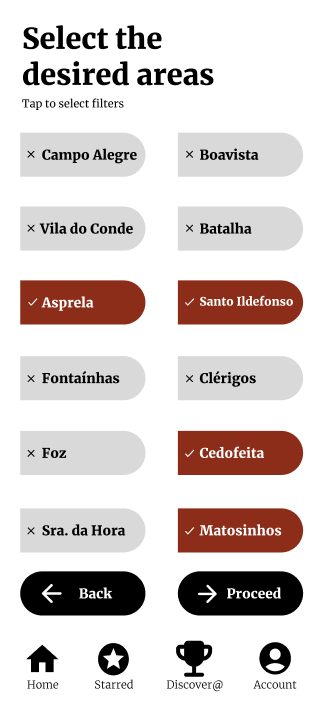 Select the
desired areas
Tap to select filters
Campo Alegre
Boavista
Vila do Conde
Batalha
Asprela
Santo Ildefonso
Fontaínhas
Clérigos
Foz
Cedofeita
Sra. da Hora
Matosinhos
Back
Proceed
Home
Starred
Discover@
Account